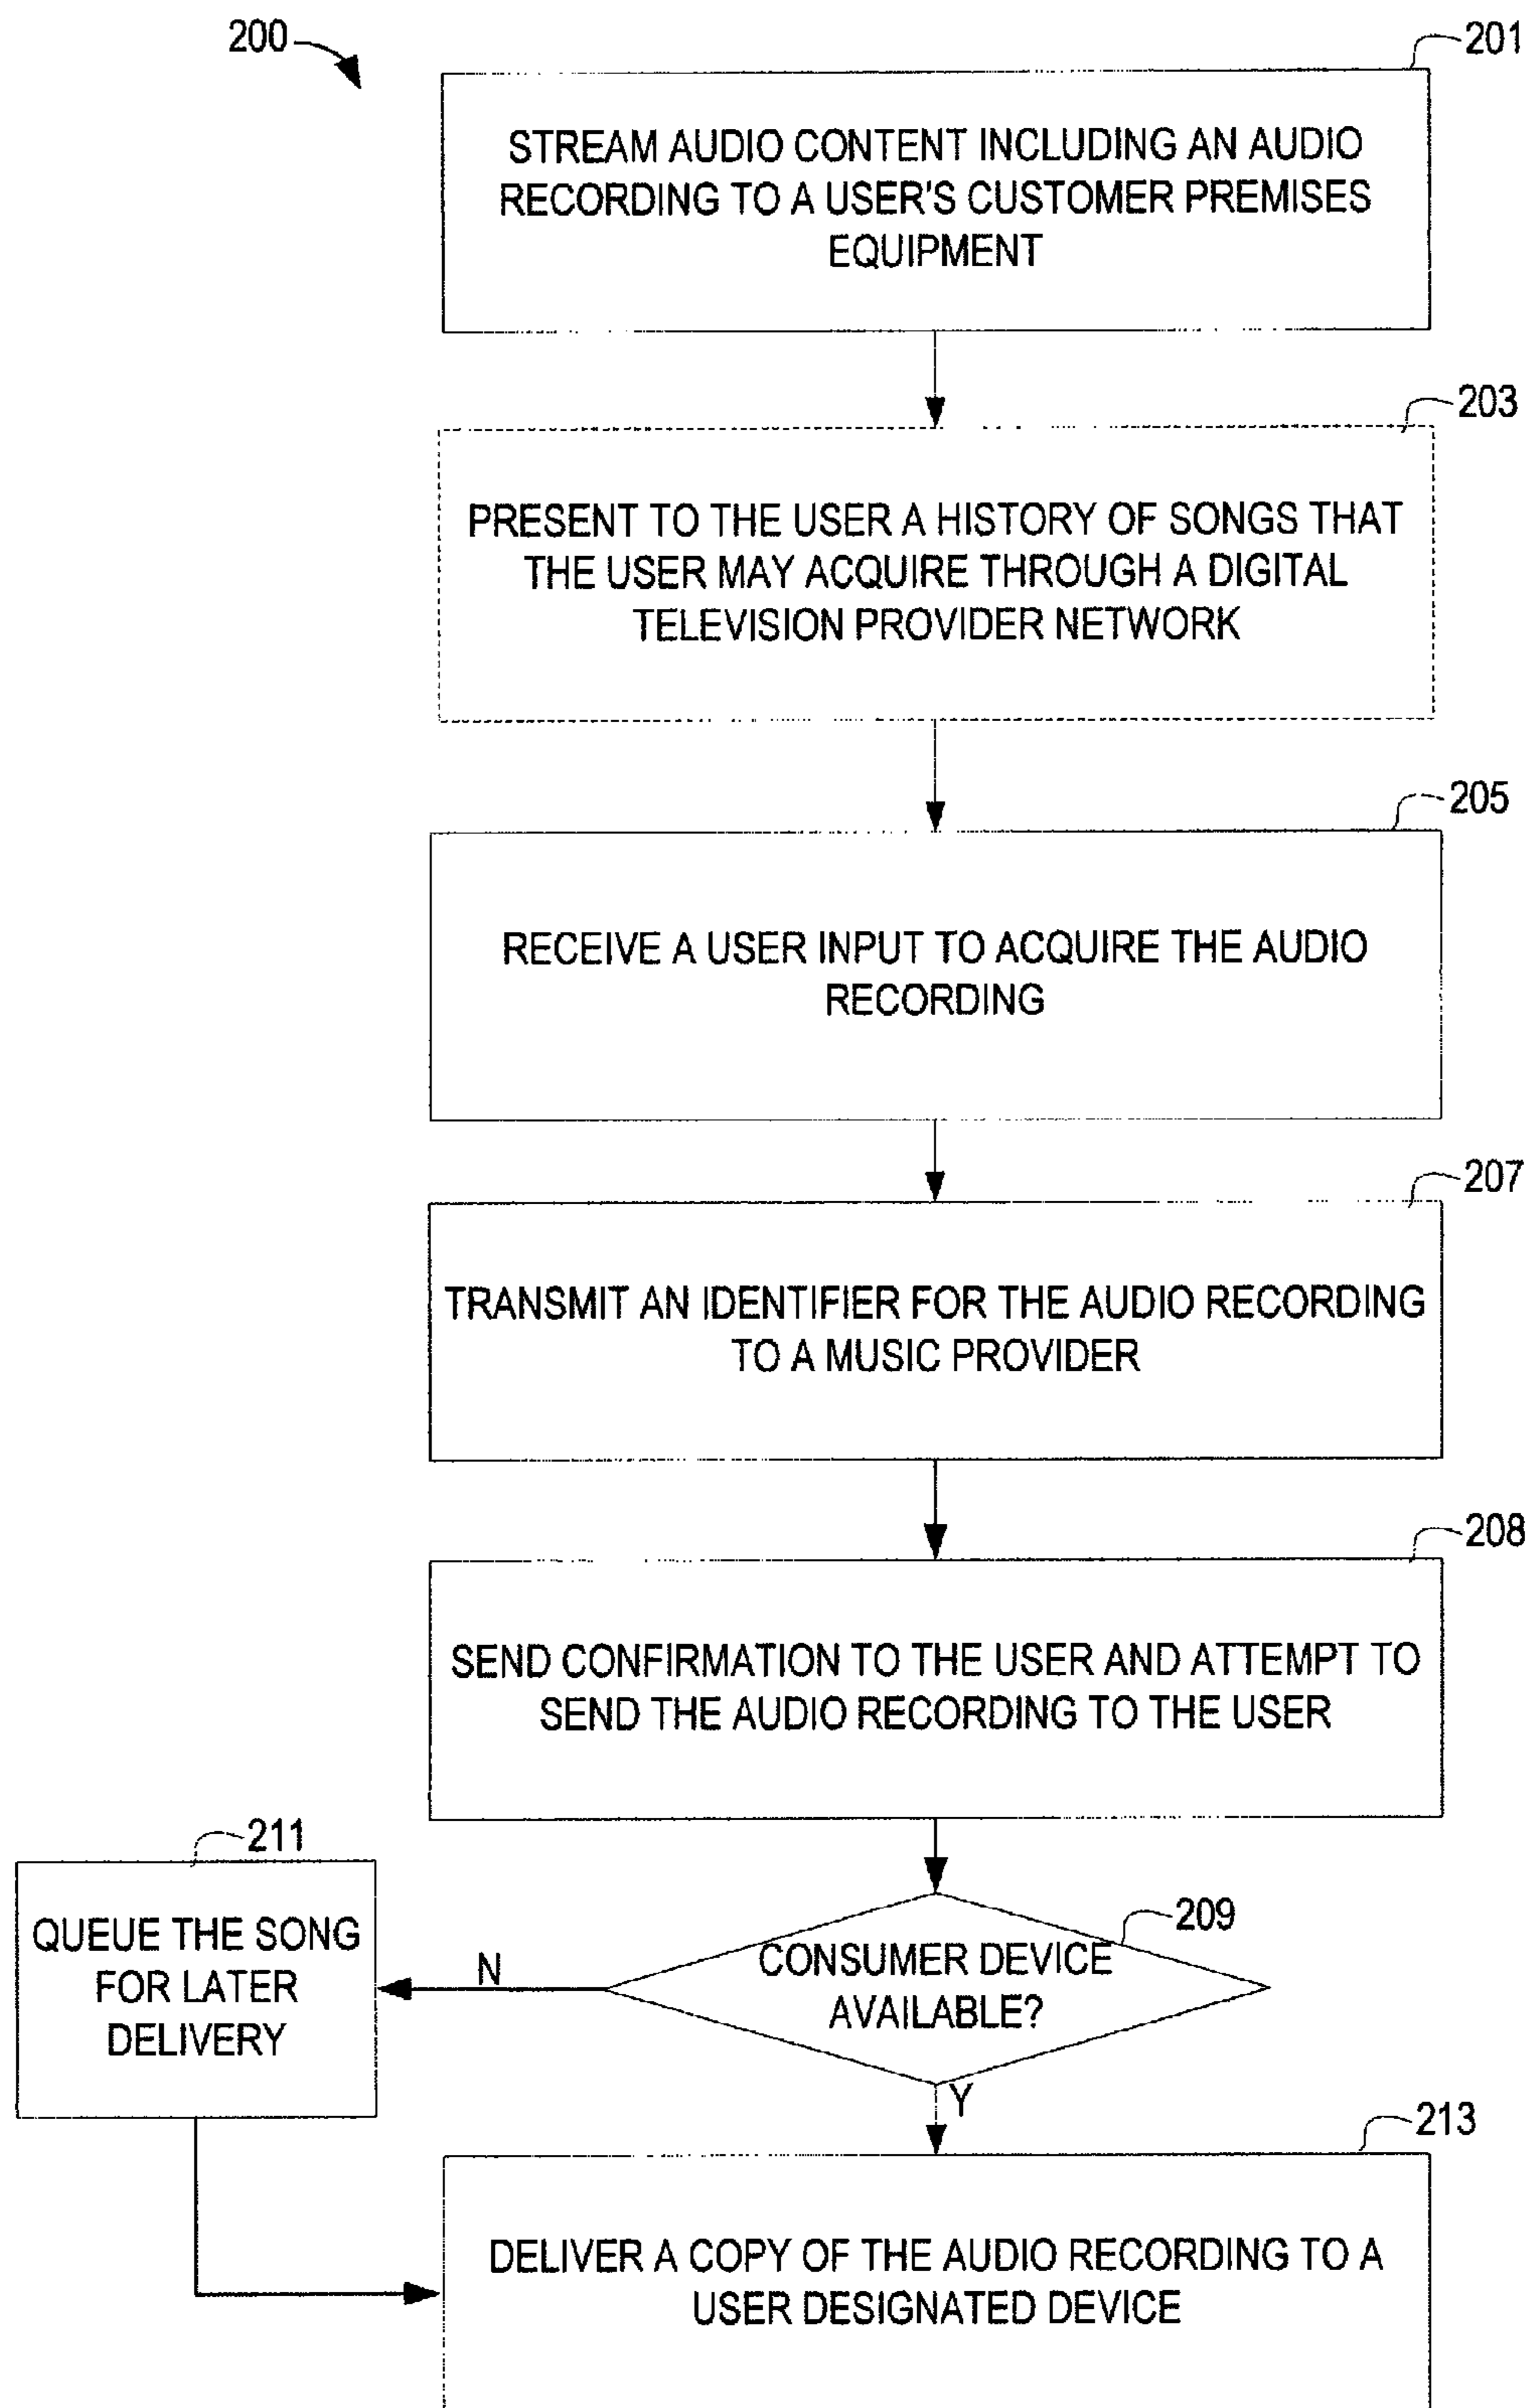 200
201
STREAM AUDIO CONTENT INCLUDING AN AUDIO
RECORDING TO A USER'S CUSTOMER PREMISES
EQUIPMENT
203
PRESENT TO THE USER A HISTORY OF SONGS THAT
THE USER MAY ACQUIRE THROUGH A DIGITAL
TELEVISION PROVIDER NETWORK
205
RECEIVE A USER INPUT TO ACQUIRE THE AUDIO
RECORDING
207
TRANSMIT AN IDENTIFIER FOR THE AUDIO RECORDING
TO A MUSIC PROVIDER
208
SEND CONFIRMATION TO THE USER AND ATTEMPT TO
SEND THE AUDIO RECORDING TO THE USER
209
CONSUMER DEVICE
AVAILABLE?
N
211
QUEUE THE SONG
FOR LATER
DELIVERY
Y
213
DELIVER A COPY OF THE AUDIO RECORDING TO A
USER DESIGNATED DEVICE